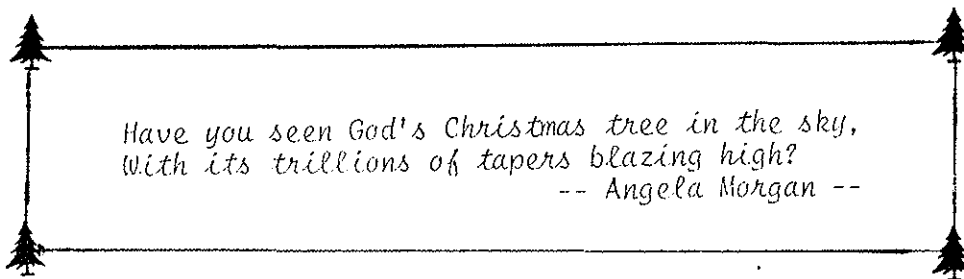 Have you seen God's Christmas tree in the sky,
With its trillions of tapers blazing high?
-- Angela Morgan --